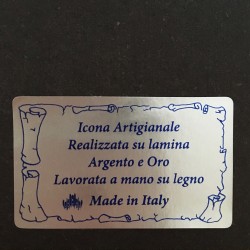 Icona Artigianale
Realizzata su lamina
Argento e Oro
Lavorata a mano su legno
Made in Italy